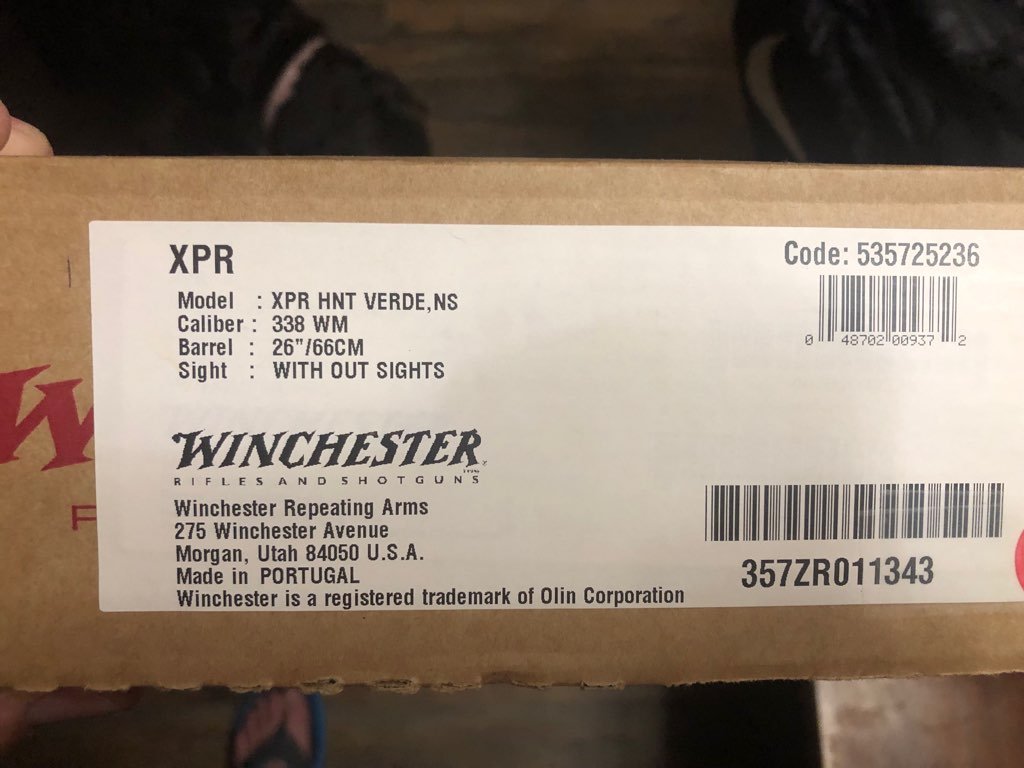 XPR
Code: 535725236
Model : XPR HNT VERDE,NS
Caliber : 338 WM
Barrel : 26"/66CM
Sight : WITH OUT SIGHTS
0 48702 00937 2
WINCHESTER
RIFLES AND SHOTGUNS
Winchester Repeating Arms
275 Winchester Avenue
Morgan, Utah 84050 U.S.A.
Made in PORTUGAL
Winchester is a registered trademark of Olin Corporation
357ZR011343